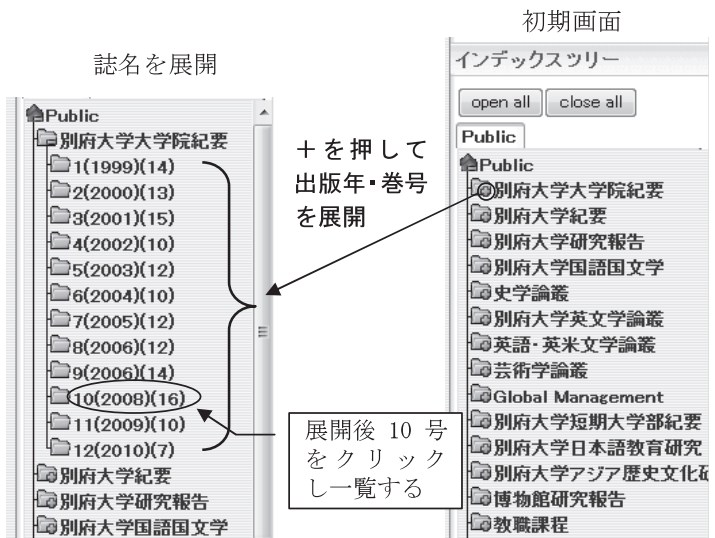 誌名を展開
Public
別府大学大学院紀要
1(1999)(14)
2(2000)(13)
3(2001)(15)
4(2002)(10)
5(2003)(12)
6(2004)(10)
7(2005)(12)
8(2006)(12)
9(2006)(14)
10(2008)(16)
11(2009)(10)
12(2010)(7)
別府大学紀要
別府大学研究報告
別府大学国語国文学
＋を押して
出版年・巻号
を展開
展開後 10 号
をクリック
し一覧する
初期画面
インデックスツリー
open all close all
Public
Public
別府大学大学院紀要
別府大学紀要
別府大学研究報告
別府大学国語国文学
史学論叢
別府大学英文学論叢
英語・英米文学論叢
芸術学論叢
Global Management
別府大学短期大学部紀要
別府大学日本語教育研究
別府大学アジア歴史文化
博物館研究報告
教職課程